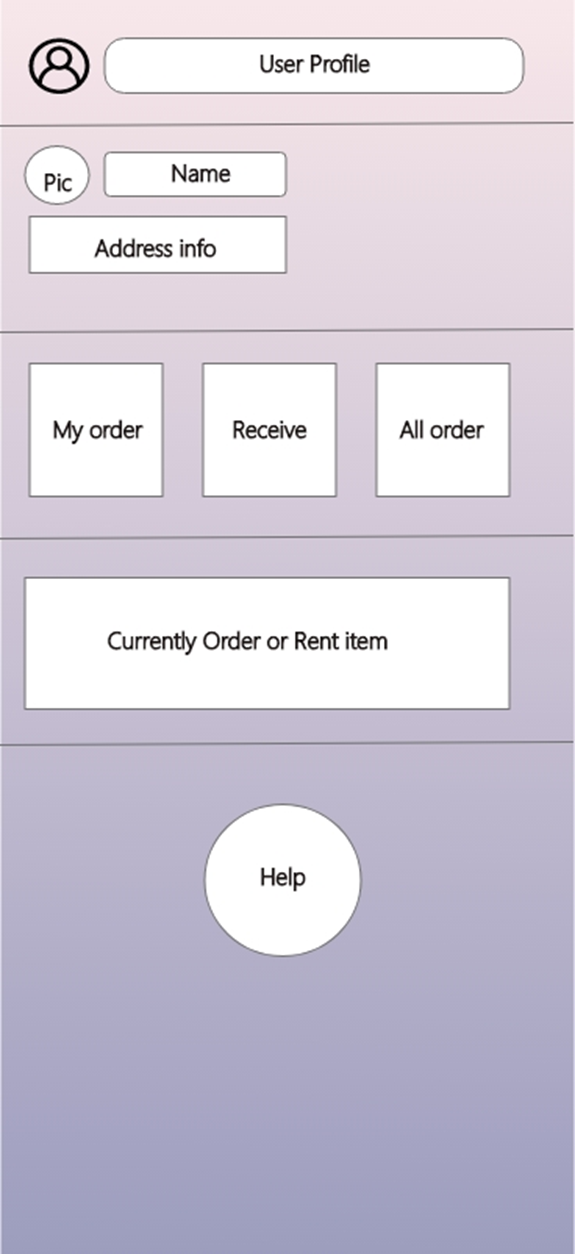 User Profile
Pic
Name
Address info
My order
Receive
All order
Currently Order or Rent item
Help